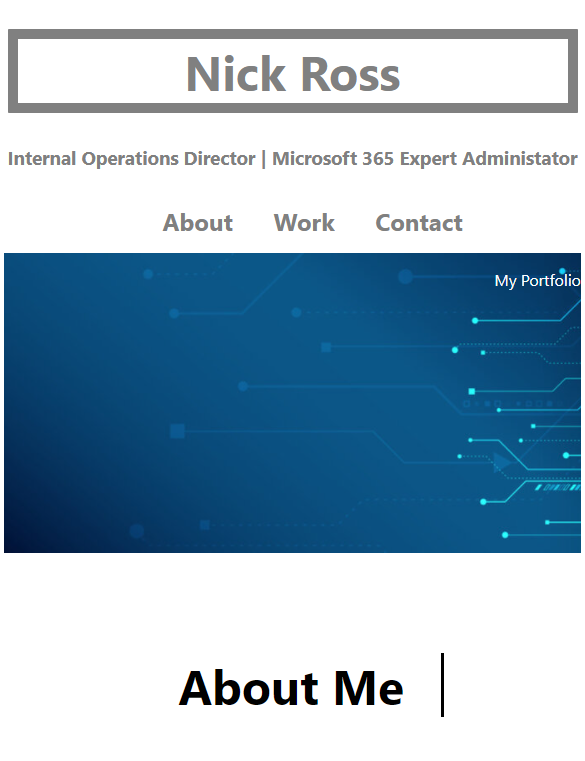 Nick Ross
Internal Operations Director | Microsoft 365 Expert Administator
About Work Contact
My Portfolio
About Me